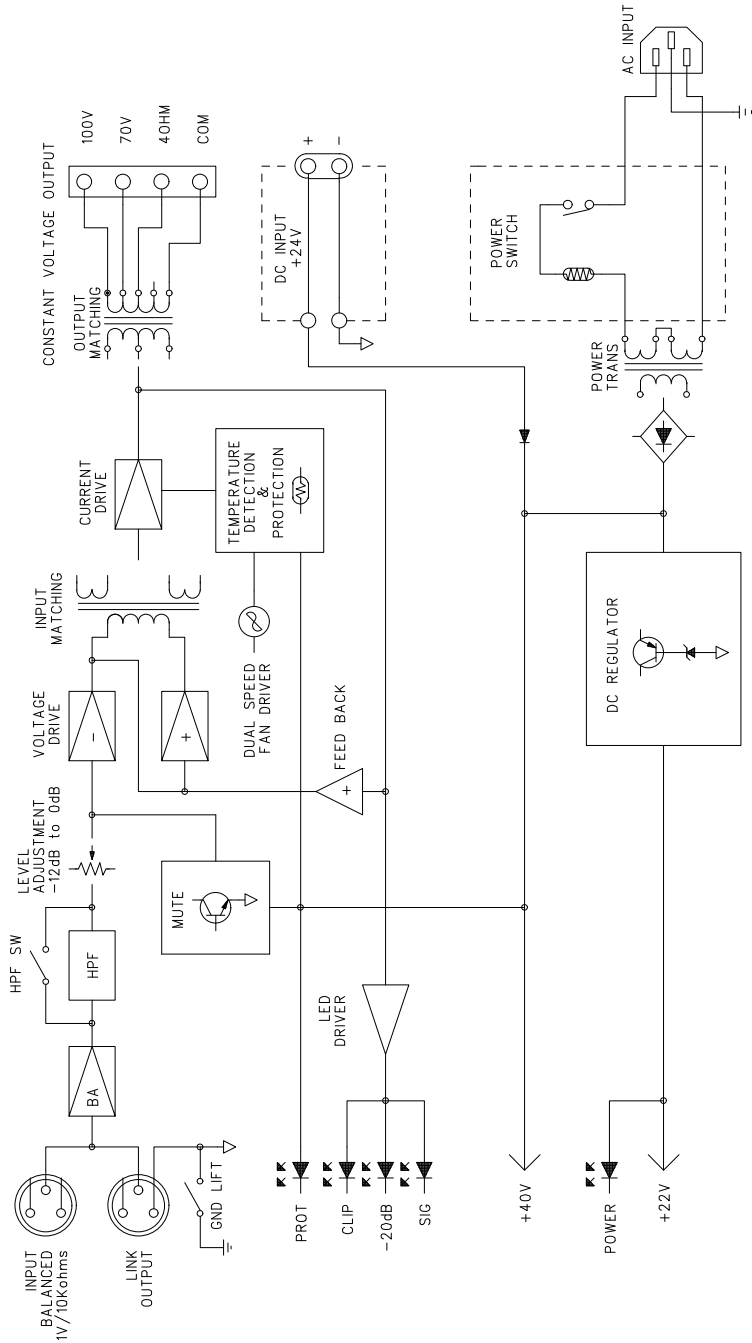 INPUT
BALANCED
1V/10Kohms
LINK
OUTPUT
GND LIFT
BA
HPF SW
HPF
LEVEL
ADJUSTMENT
-12dB to 0dB
MUTE
VOLTAGE
DRIVE
-
+
INPUT
MATCHING
CURRENT
DRIVE
CONSTANT VOLTAGE OUTPUT
OUTPUT
MATCHING
100V
70V
4OHM
COM
DUAL SPEED
FAN DRIVER
TEMPERATURE
DETECTION
&
PROTECTION
FEED BACK
+
DC INPUT
+24V
+
-
LED
DRIVER
PROT
CLIP
-20dB
SIG
+40V
POWER
+22V
DC REGULATOR
POWER
TRANS
POWER
SWITCH
AC INPUT